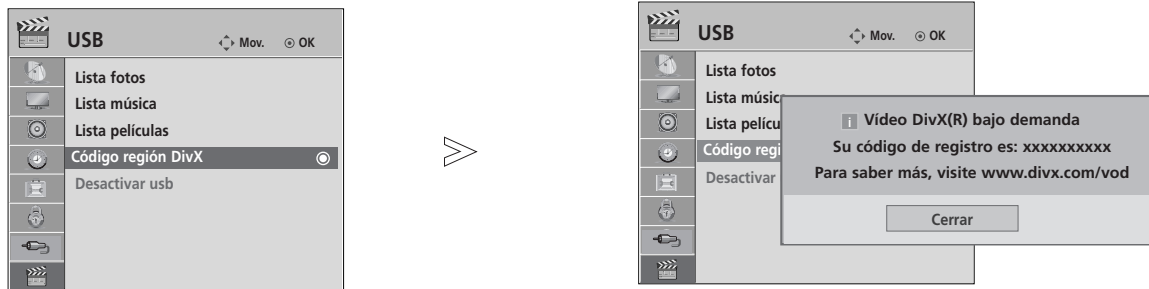 USB
Mov.
OK
Lista fotos
Lista música
Lista películas
Código región DivX
Desactivar usb
USB
Mov.
OK
Lista fotos
Lista músic
Lista pelícu
Código regi
Desactivar
i Vídeo DivX(R) bajo demanda
Su código de registro es: xxxxxxxxxx
Para saber más, visite www.divx.com/vod
Cerrar